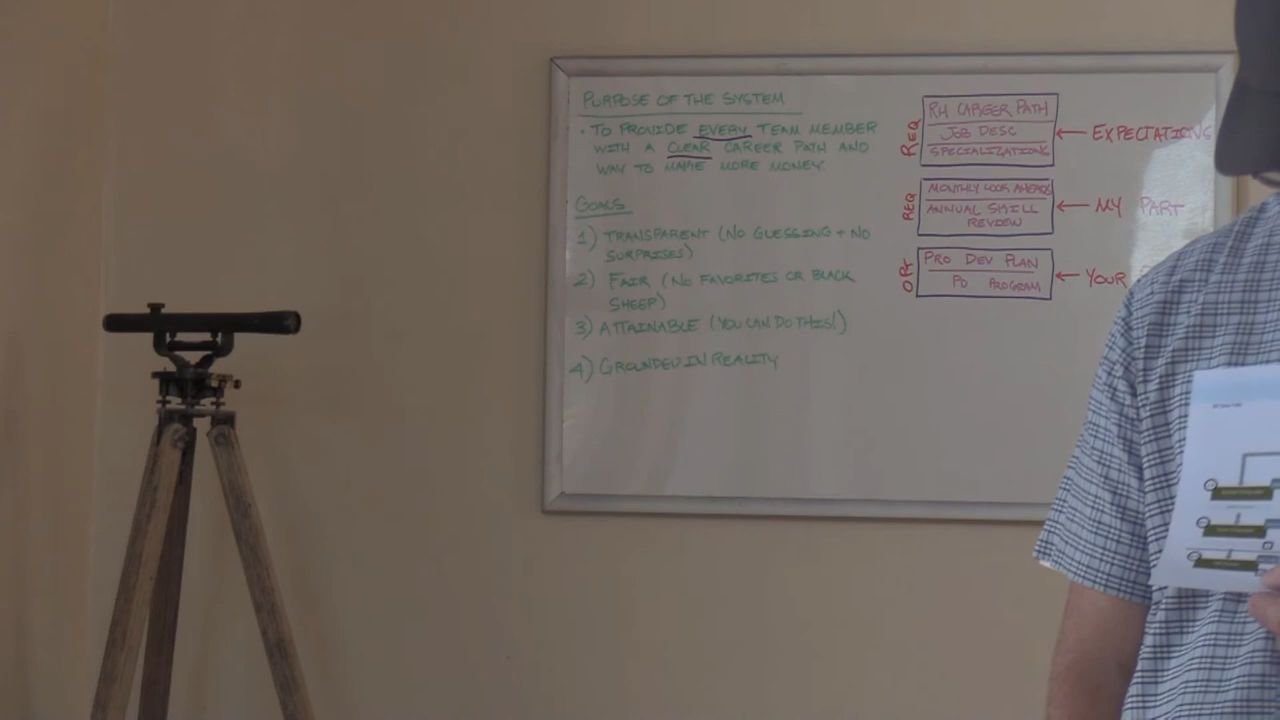 PURPOSE OF THE SYSTEM
• TO PROVIDE EVERY TEAM MEMBER
WITH A CLEAR CAREER PATH AND
WAY TO MAKE MORE MONEY.
GOALS
1) TRANSPARENT (NO GUESSING + NO
SURPRISES)
2) FAIR (NO FAVORITES OR BLACK
SHEEP)
3) ATTAINABLE (YOU CAN DO THIS!)
4) GROUNDED IN REALITY
REQ
RH CAREER PATH
JOB DESC
SPECIALIZATIONS
← EXPECTATIONS
REQ
MONTHLY LOOK AHEADS
ANNUAL SKILL
REVIEW
← MY PART
OPT
PRO DEV PLAN
PD PROGRAM
← YOUR